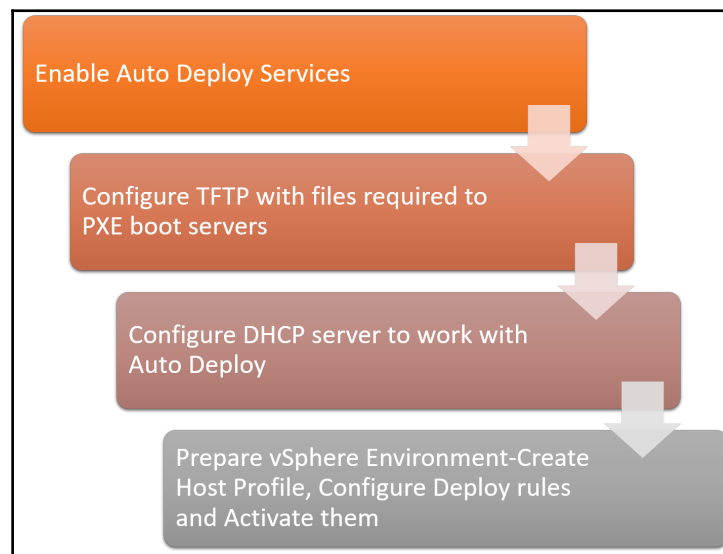 Enable Auto Deploy Services
Configure TFTP with files required to
PXE boot servers
Configure DHCP server to work with
Auto Deploy
Prepare vSphere Environment-Create
Host Profile, Configure Deploy rules
and Activate them